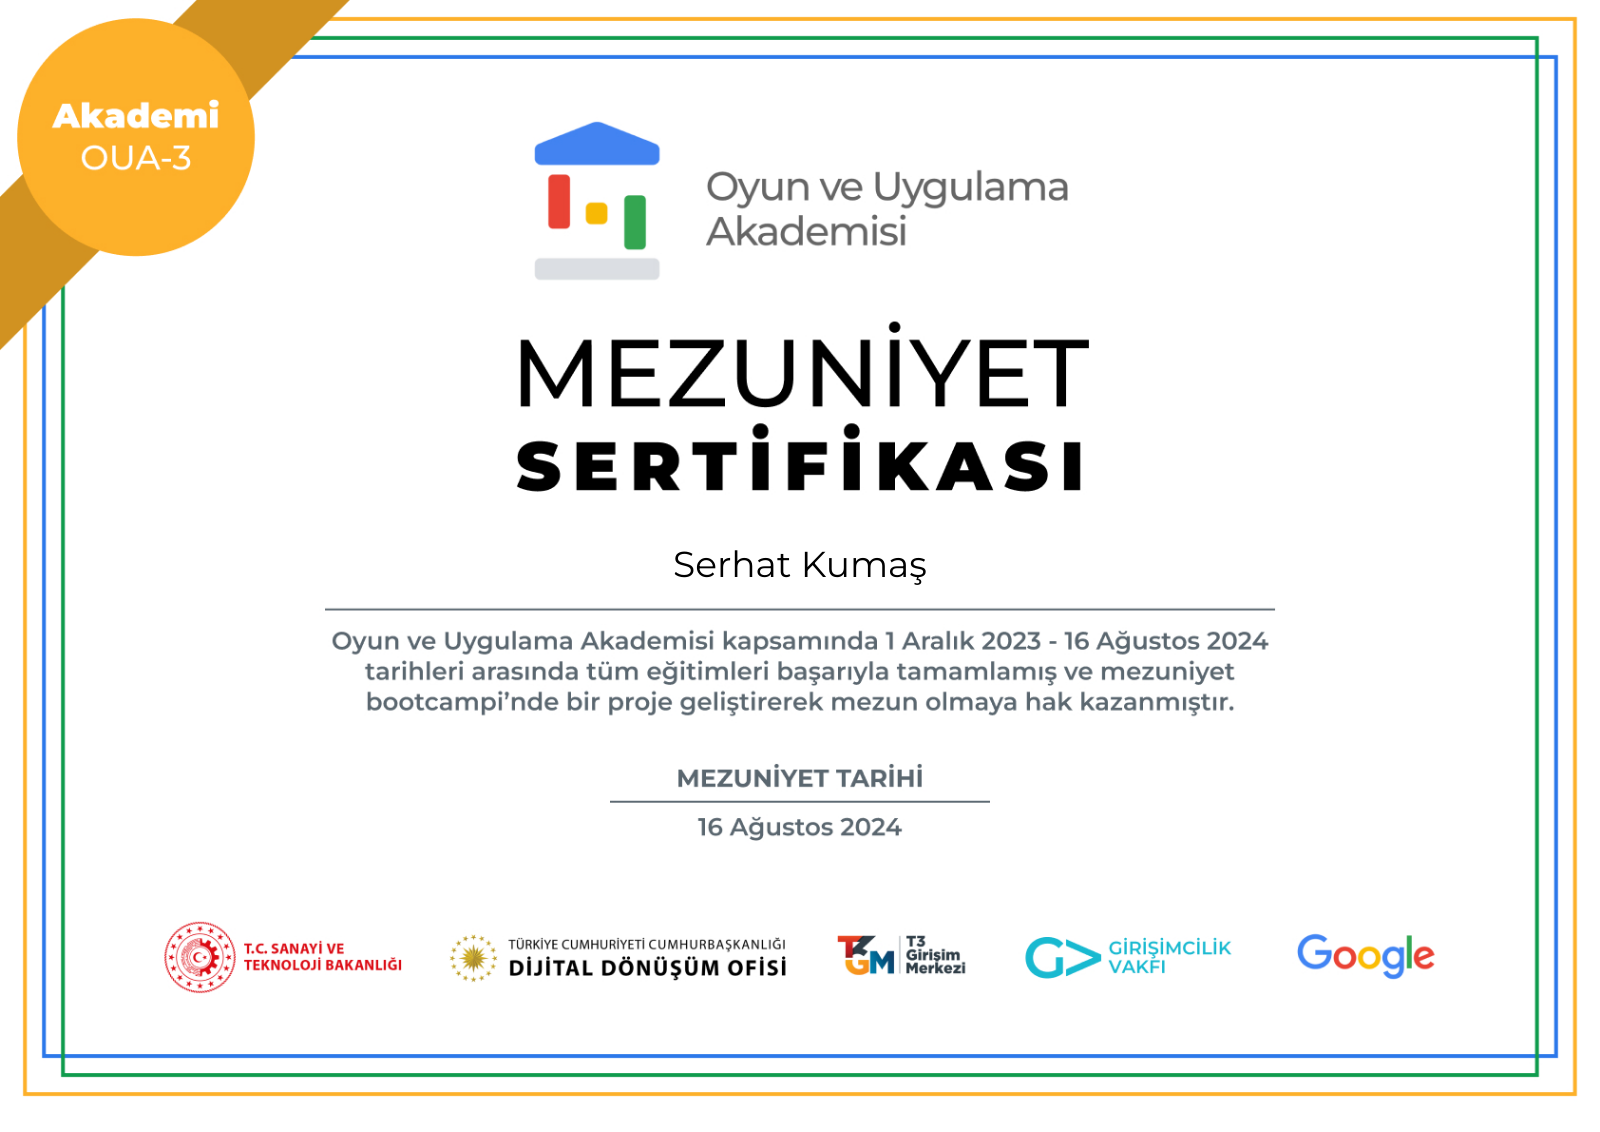 Akademi
OUA-3
Oyun ve Uygulama
Akademisi
MEZUNİYET
SERTİFİKASI
Serhat Kumaş
Oyun ve Uygulama Akademisi kapsamında 1 Aralık 2023 - 16 Ağustos 2024
tarihleri arasında tüm eğitimleri başarıyla tamamlamış ve mezuniyet
bootcampi’nde bir proje geliştirerek mezun olmaya hak kazanmıştır.
MEZUNİYET TARİHİ
16 Ağustos 2024
T.C. SANAYİ VE
TEKNOLOJİ BAKANLIĞI
TÜRKİYE CUMHURİYETİ CUMHURBAŞKANLIĞI
DİJİTAL DÖNÜŞÜM OFİSİ
T3GM
T3
Girişim
Merkezi
GİRİŞİMCİLİK
VAKFI
Google